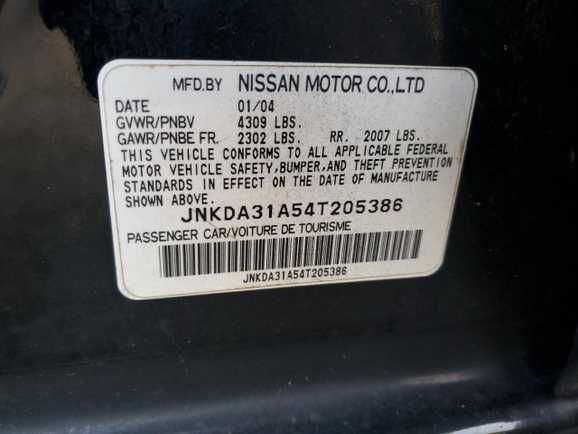 MFD.BY NISSAN MOTOR CO.,LTD
DATE 01/04
GVWR/PNBV 4309 LBS.
GAWR/PNBE FR. 2302 LBS. RR. 2007 LBS.
THIS VEHICLE CONFORMS TO ALL APPLICABLE FEDERAL
MOTOR VEHICLE SAFETY,BUMPER,AND THEFT PREVENTION
STANDARDS IN EFFECT ON THE DATE OF MANUFACTURE
SHOWN ABOVE.
JNKDA31A54T205386
PASSENGER CAR/VOITURE DE TOURISME
JNKDA31A54T205386